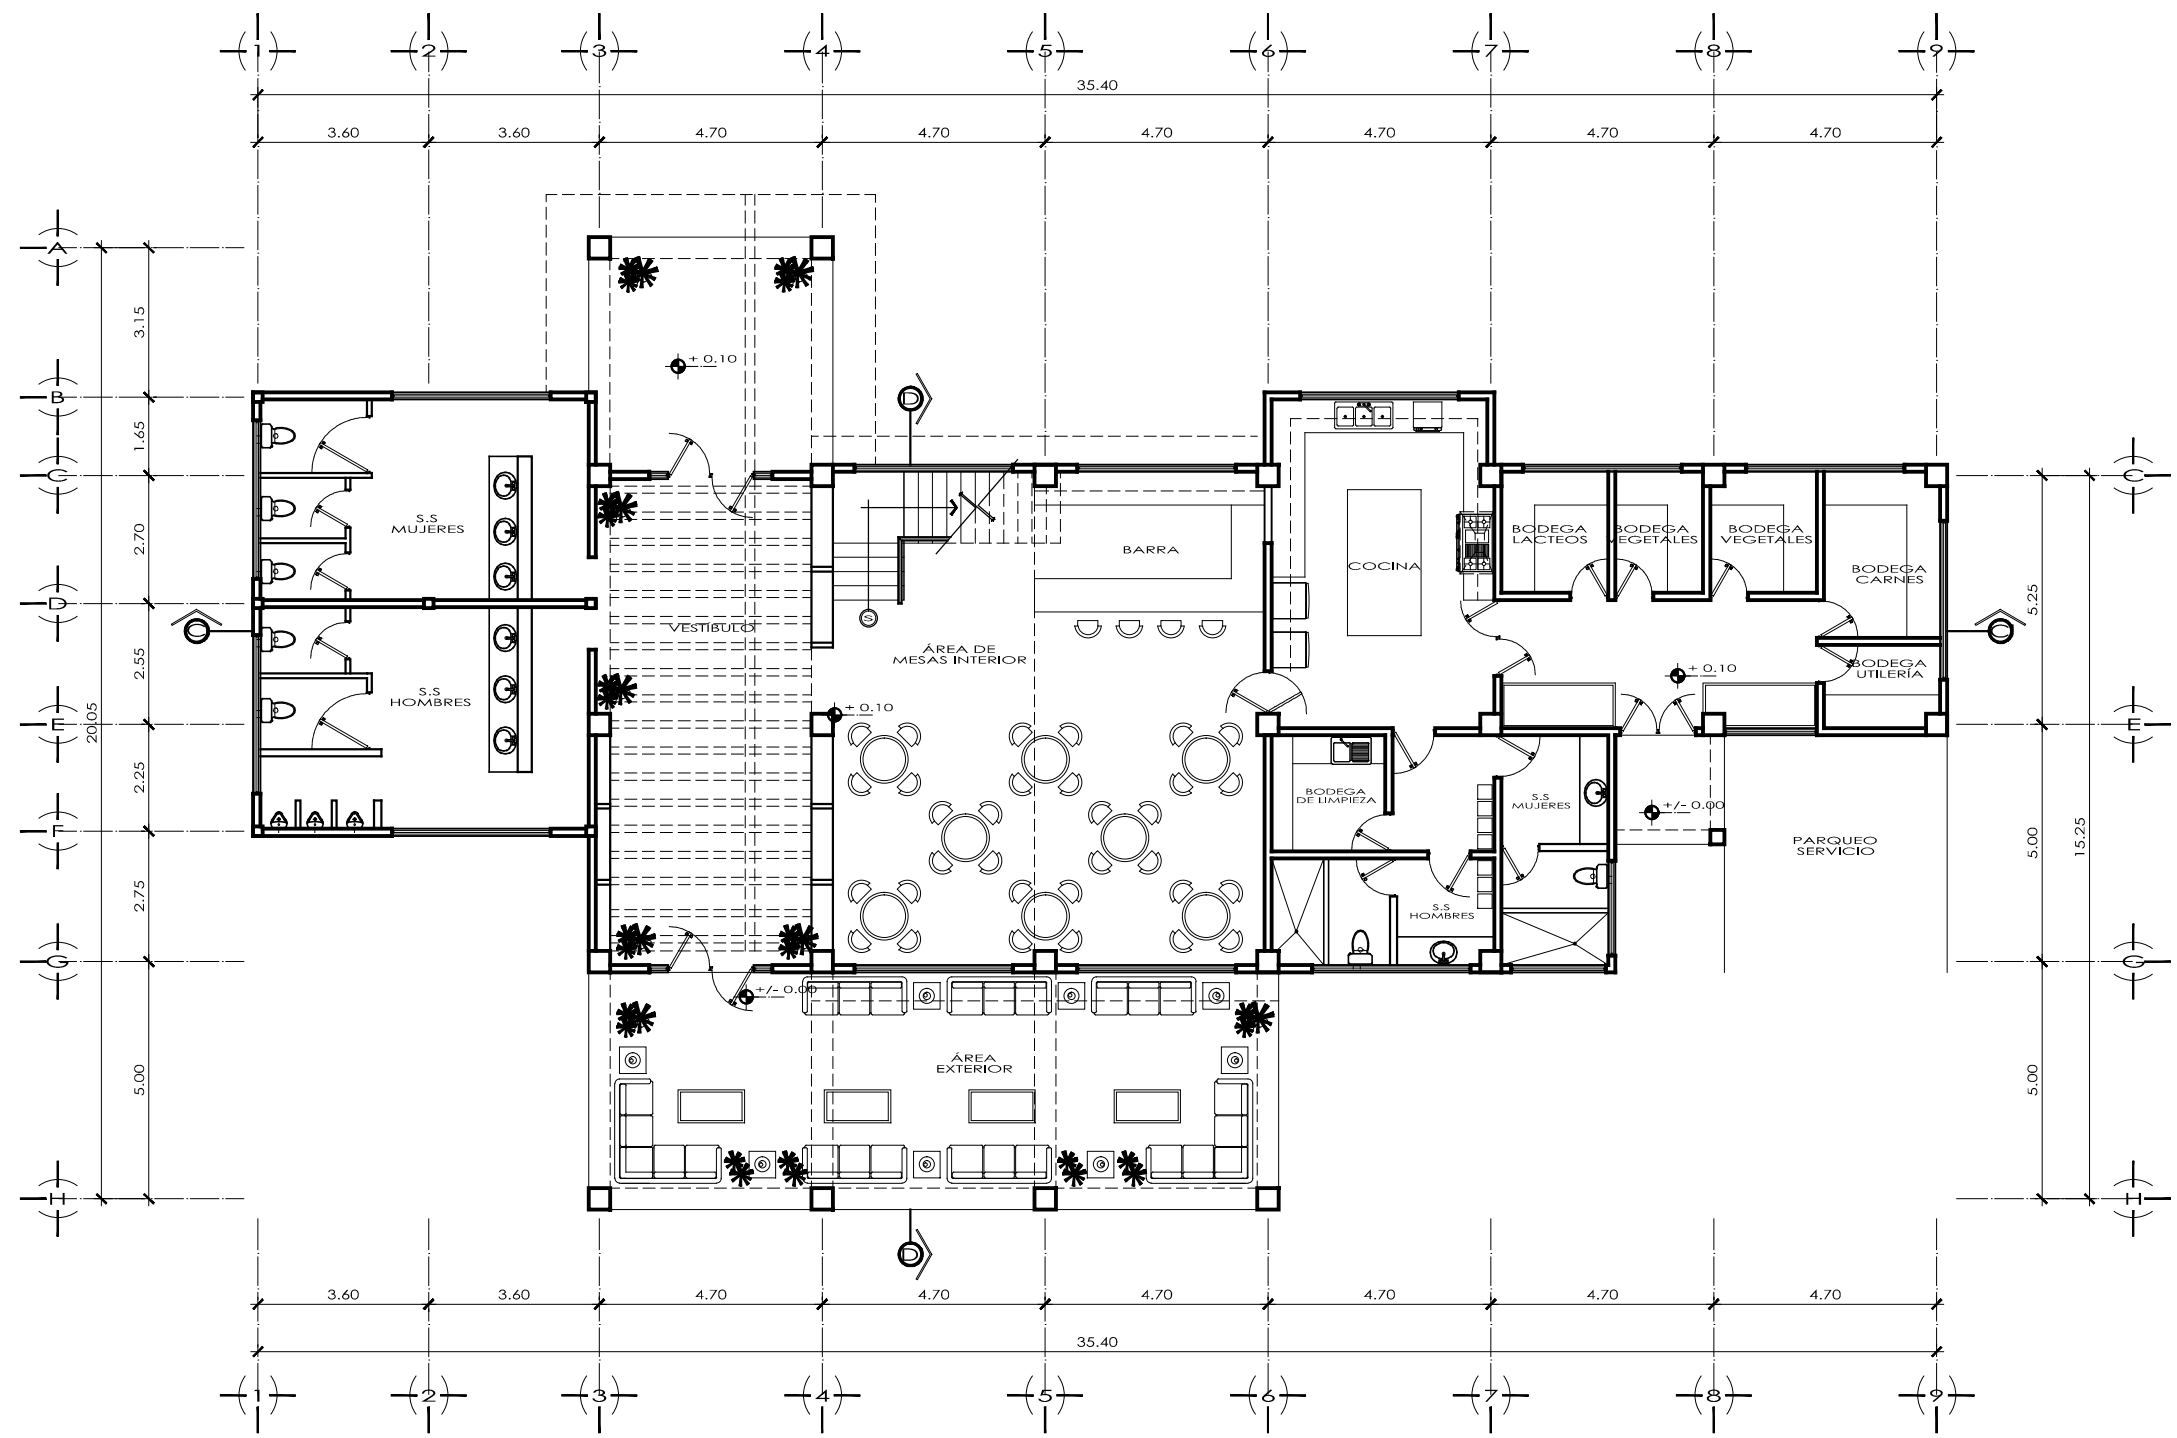 1 2 3 4 5 6 7 8 9
35.40
3.60 3.60 4.70 4.70 4.70 4.70 4.70 4.70
A
3.15
+ 0.10
B
D
1.65
C
C
S.S
MUJERES
2.70
BARRA
COCINA
BODEGA
LACTEOS
BODEGA
VEGETALES
BODEGA
VEGETALES
BODEGA
CARNES
5.25
D
S
C
C
VESTÍBULO
ÁREA DE
MESAS INTERIOR
2.55
+ 0.10
BODEGA
UTILERÍA
S.S
HOMBRES
+ 0.10
E
E
20.05
2.25
BODEGA
DE LIMPIEZA
S.S
MUJERES
+/- 0.00
PARQUEO
SERVICIO
F
5.00
15.25
2.75
S.S
HOMBRES
G
G
+/- 0.00
ÁREA
EXTERIOR
5.00
5.00
H
H
D
3.60 3.60 4.70 4.70 4.70 4.70 4.70 4.70
35.40
1 2 3 4 5 6 7 8 9